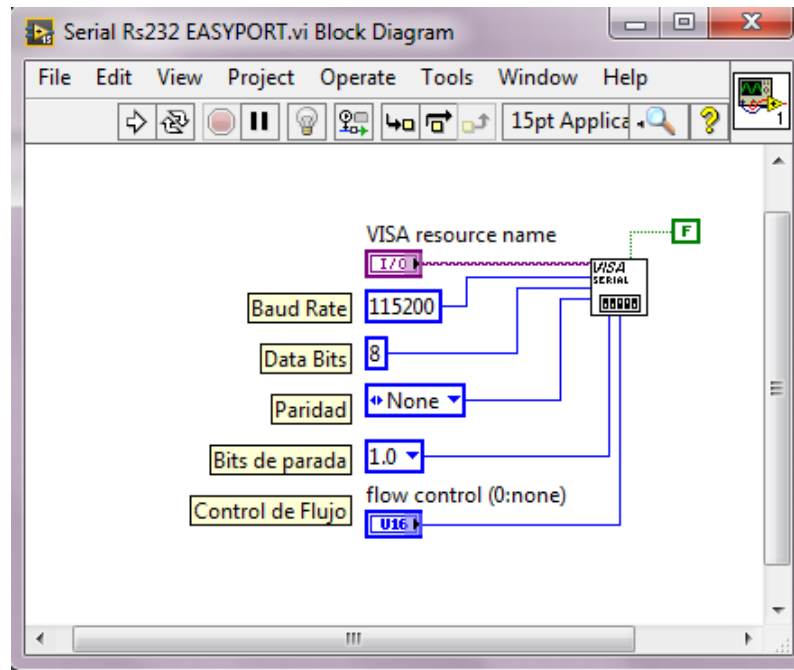 Serial Rs232 EASYPORT.vi Block Diagram
File Edit View Project Operate Tools Window Help
15pt Applica
1
VISA resource name
I/O
F
VISA
SERIAL
Baud Rate 115200
Data Bits 8
Paridad None
Bits de parada 1.0
flow control (0:none)
Control de Flujo U16